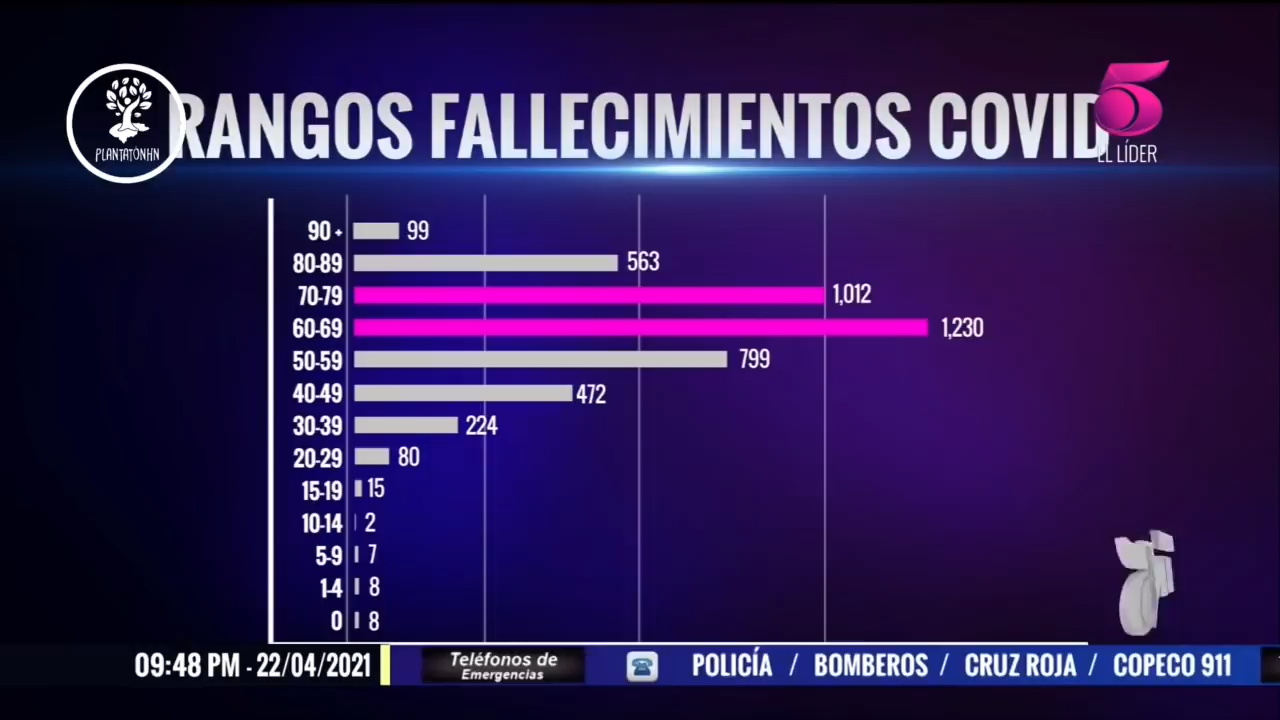 RANGOS FALLECIMIENTOS COVID
PLANTATÓNHN
5
EL LÍDER
90 + 99
80-89 563
70-79 1,012
60-69 1,230
50-59 799
40-49 472
30-39 224
20-29 80
15-19 15
10-14 2
5-9 7
1-4 8
0 8
09:48 PM - 22/04/2021
Teléfonos de
Emergencias
POLICÍA / BOMBEROS / CRUZ ROJA / COPECO 911